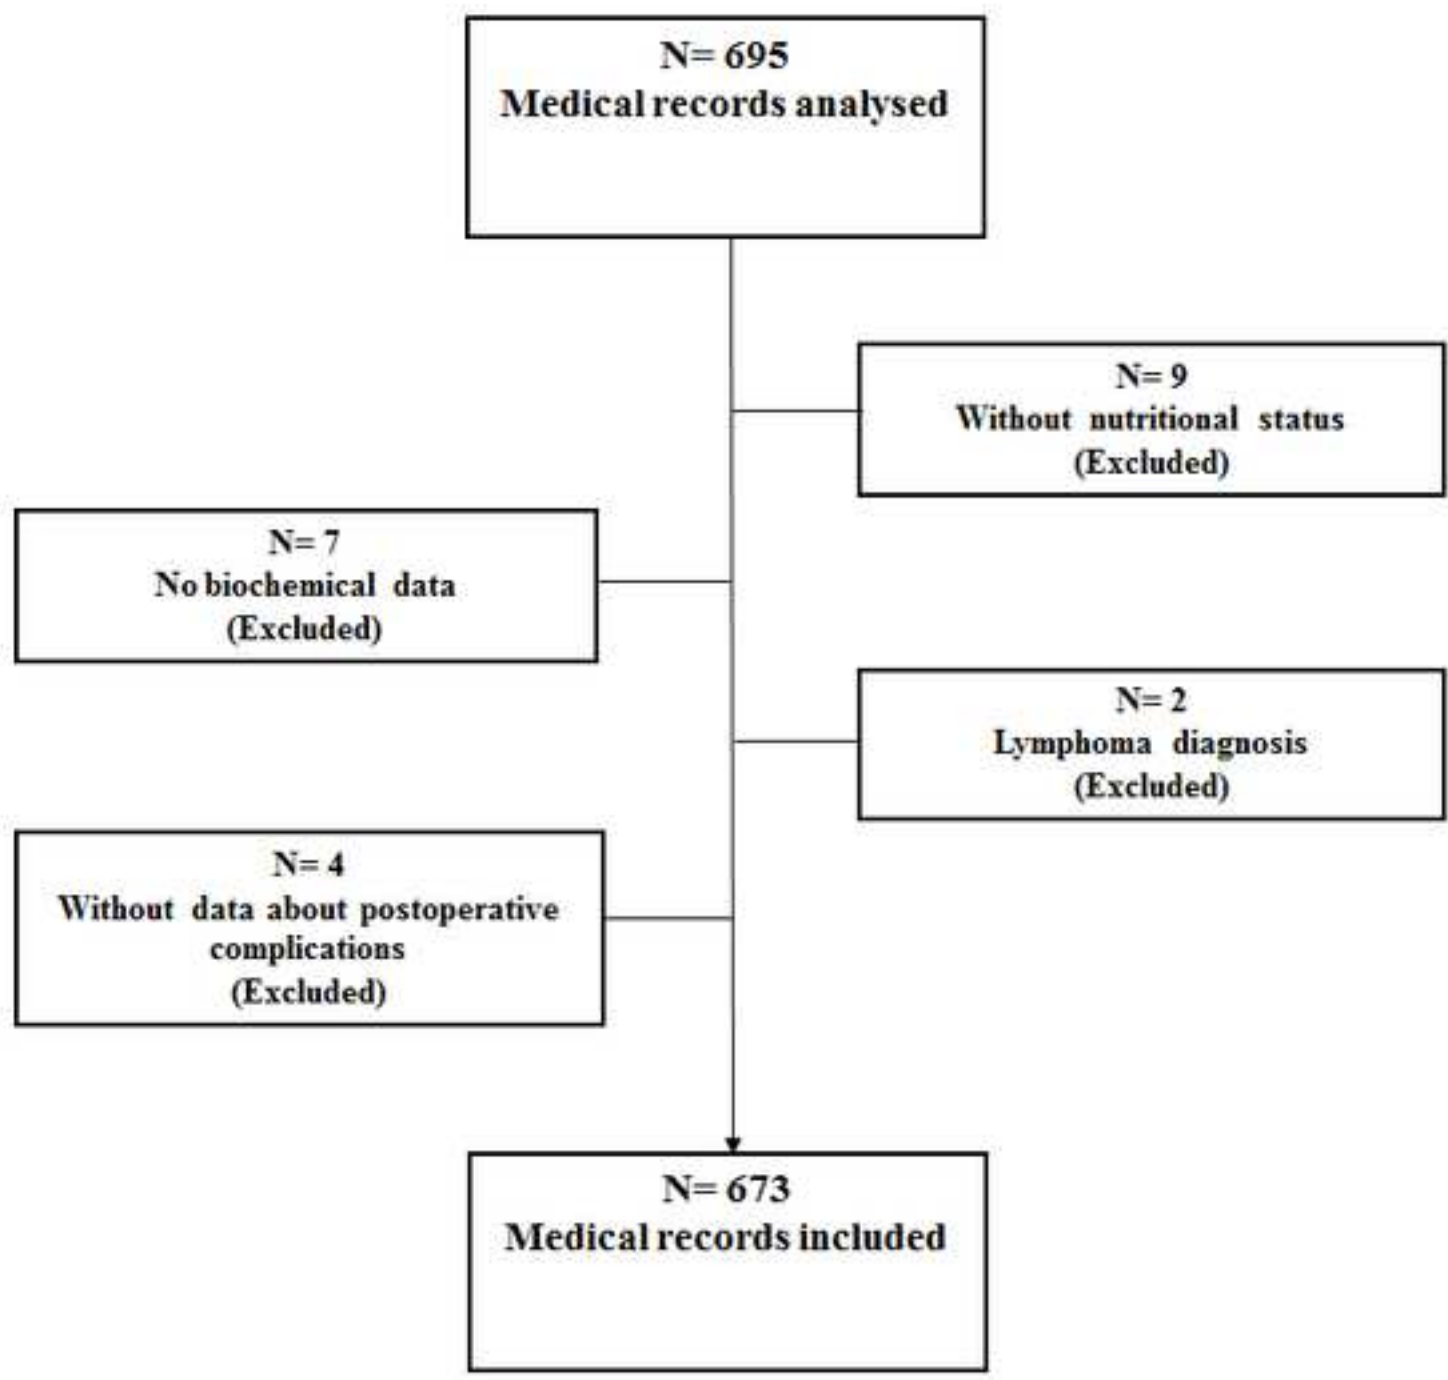 N= 695
Medical records analysed
N= 9
Without nutritional status
(Excluded)
N= 7
No biochemical data
(Excluded)
N= 2
Lymphoma diagnosis
(Excluded)
N= 4
Without data about postoperative
complications
(Excluded)
N= 673
Medical records included